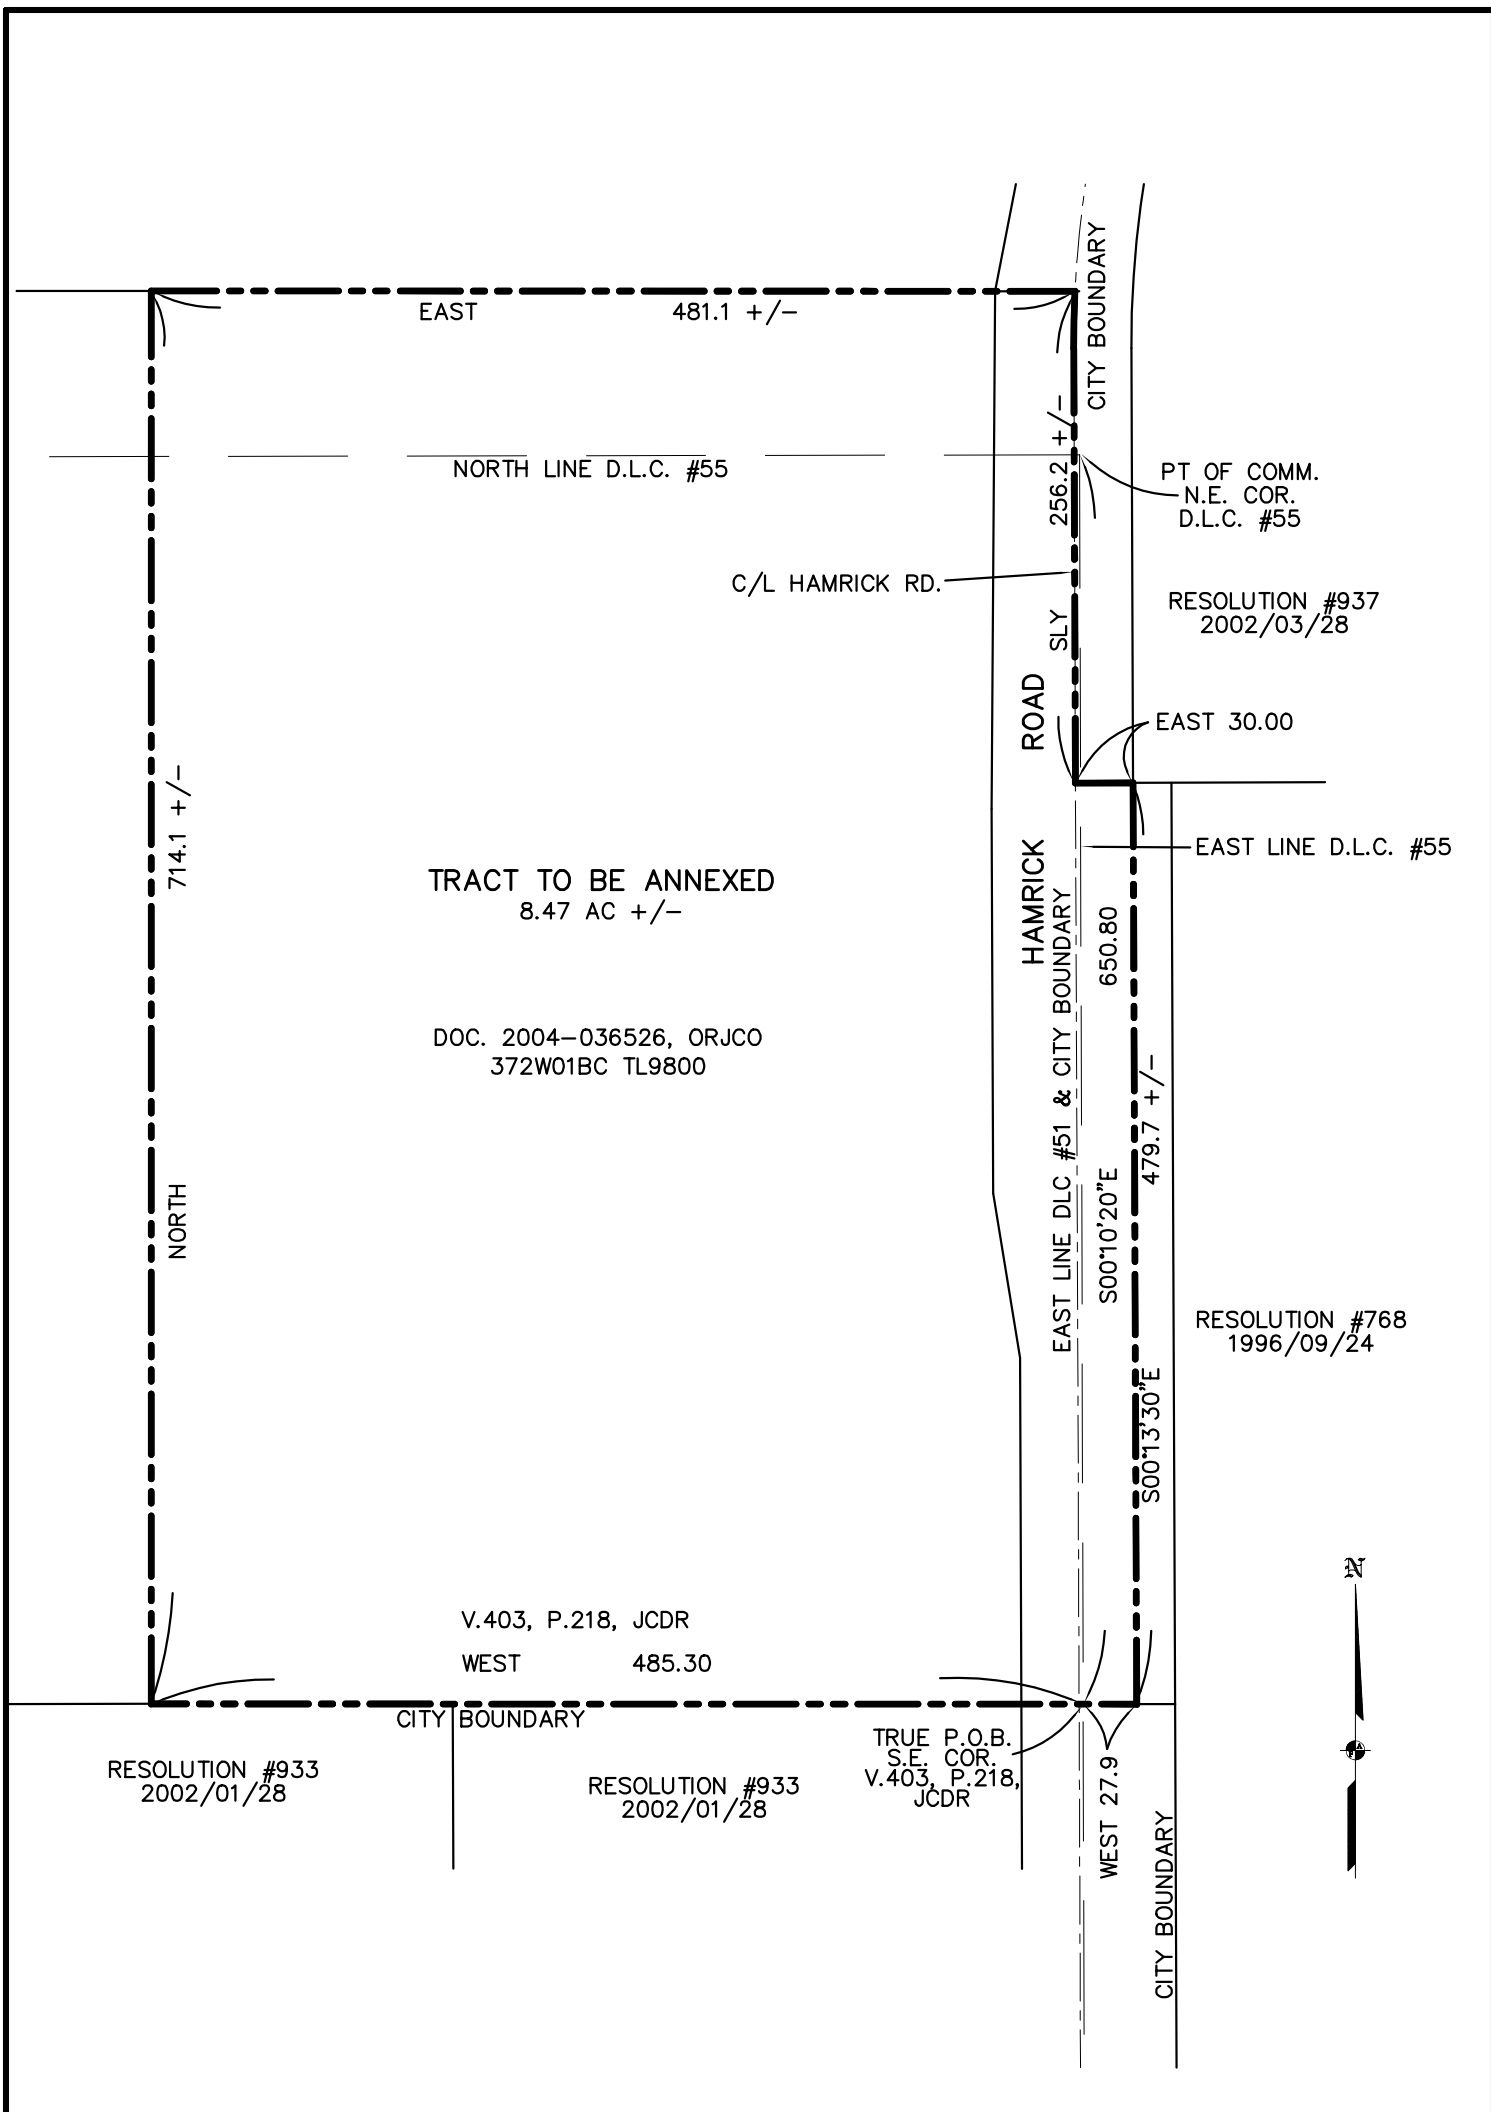 CITY BOUNDARY
EAST 481.1 +/-
NORTH LINE D.L.C. #55
256.2 +/-
SLY
PT OF COMM.
N.E. COR.
D.L.C. #55
C/L HAMRICK RD.
RESOLUTION #937
2002/03/28
HAMRICK ROAD
EAST 30.00
714.1 +/-
NORTH
EAST LINE D.L.C. #55
TRACT TO BE ANNEXED
8.47 AC +/-
EAST LINE DLC #51 & CITY BOUNDARY
S00°10'20"E 650.80
DOC. 2004-036526, ORJCO
372W01BC TL9800
S00°13'30"E 479.7 +/-
RESOLUTION #768
1996/09/24
N
V.403, P.218, JCDR
WEST 485.30
CITY BOUNDARY
TRUE P.O.B.
S.E. COR.
V.403, P.218,
JCDR
RESOLUTION #933
2002/01/28
RESOLUTION #933
2002/01/28
WEST 27.9
CITY BOUNDARY